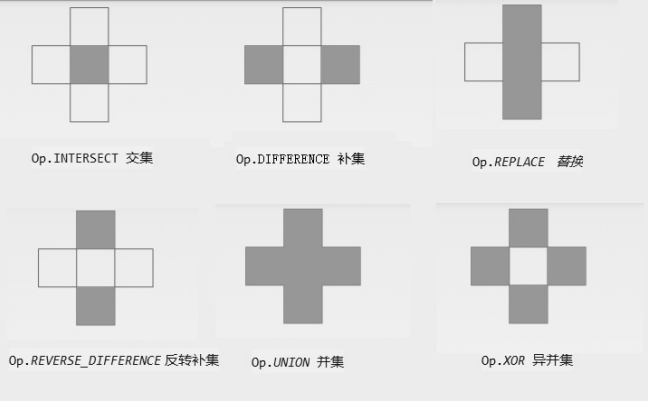 Op.INTERSECT 交集
Op.DIFFERENCE 补集
Op.REPLACE 替换
Op.REVERSE_DIFFERENCE 反转补集
Op.UNION 并集
Op.XOR 异并集